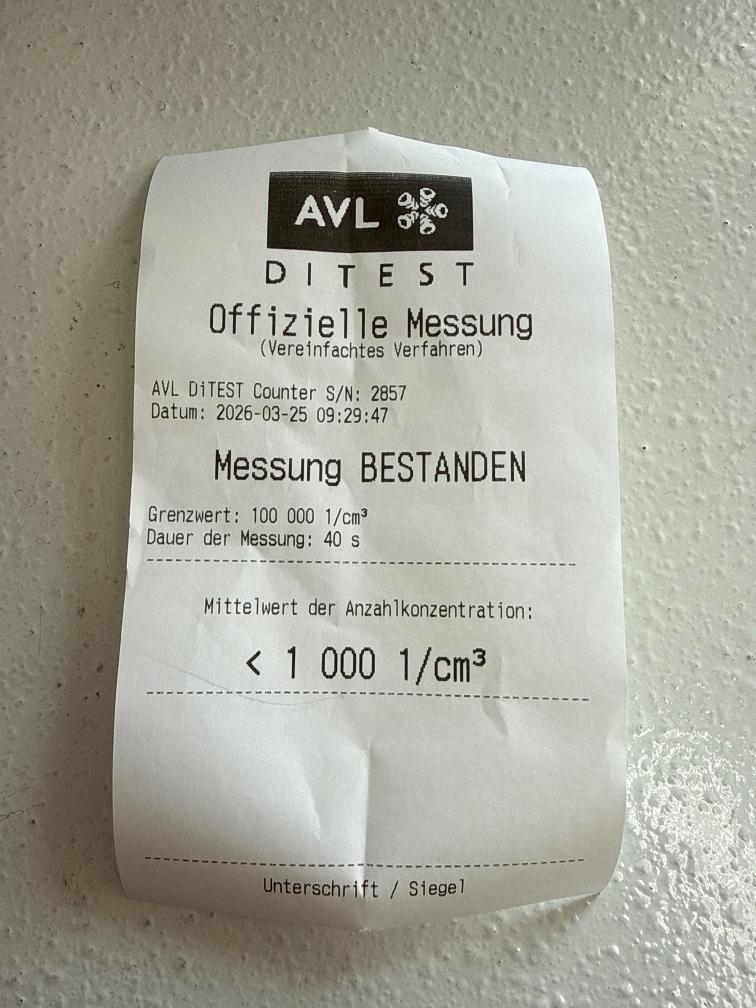 AVL
DITEST
Offizielle Messung
(Vereinfachtes Verfahren)
AVL DiTEST Counter S/N: 2857
Datum: 2026-03-25 09:29:47
Messung BESTANDEN
Grenzwert: 100 000 1/cm³
Dauer der Messung: 40 s
Mittelwert der Anzahlkonzentration:
< 1 000 1/cm³
Unterschrift / Siegel